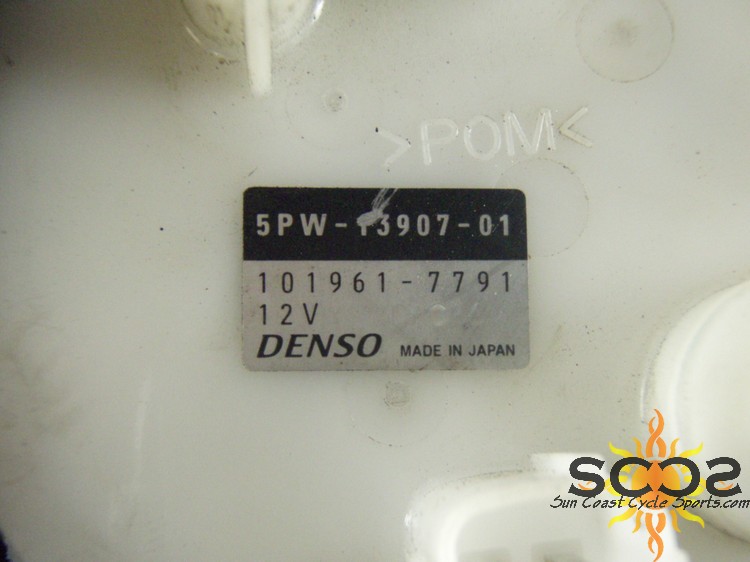 >POM<
5PW-13907-01
101961-7791
12V
DENSO MADE IN JAPAN
SCCS
Sun Coast Cycle Sports.com